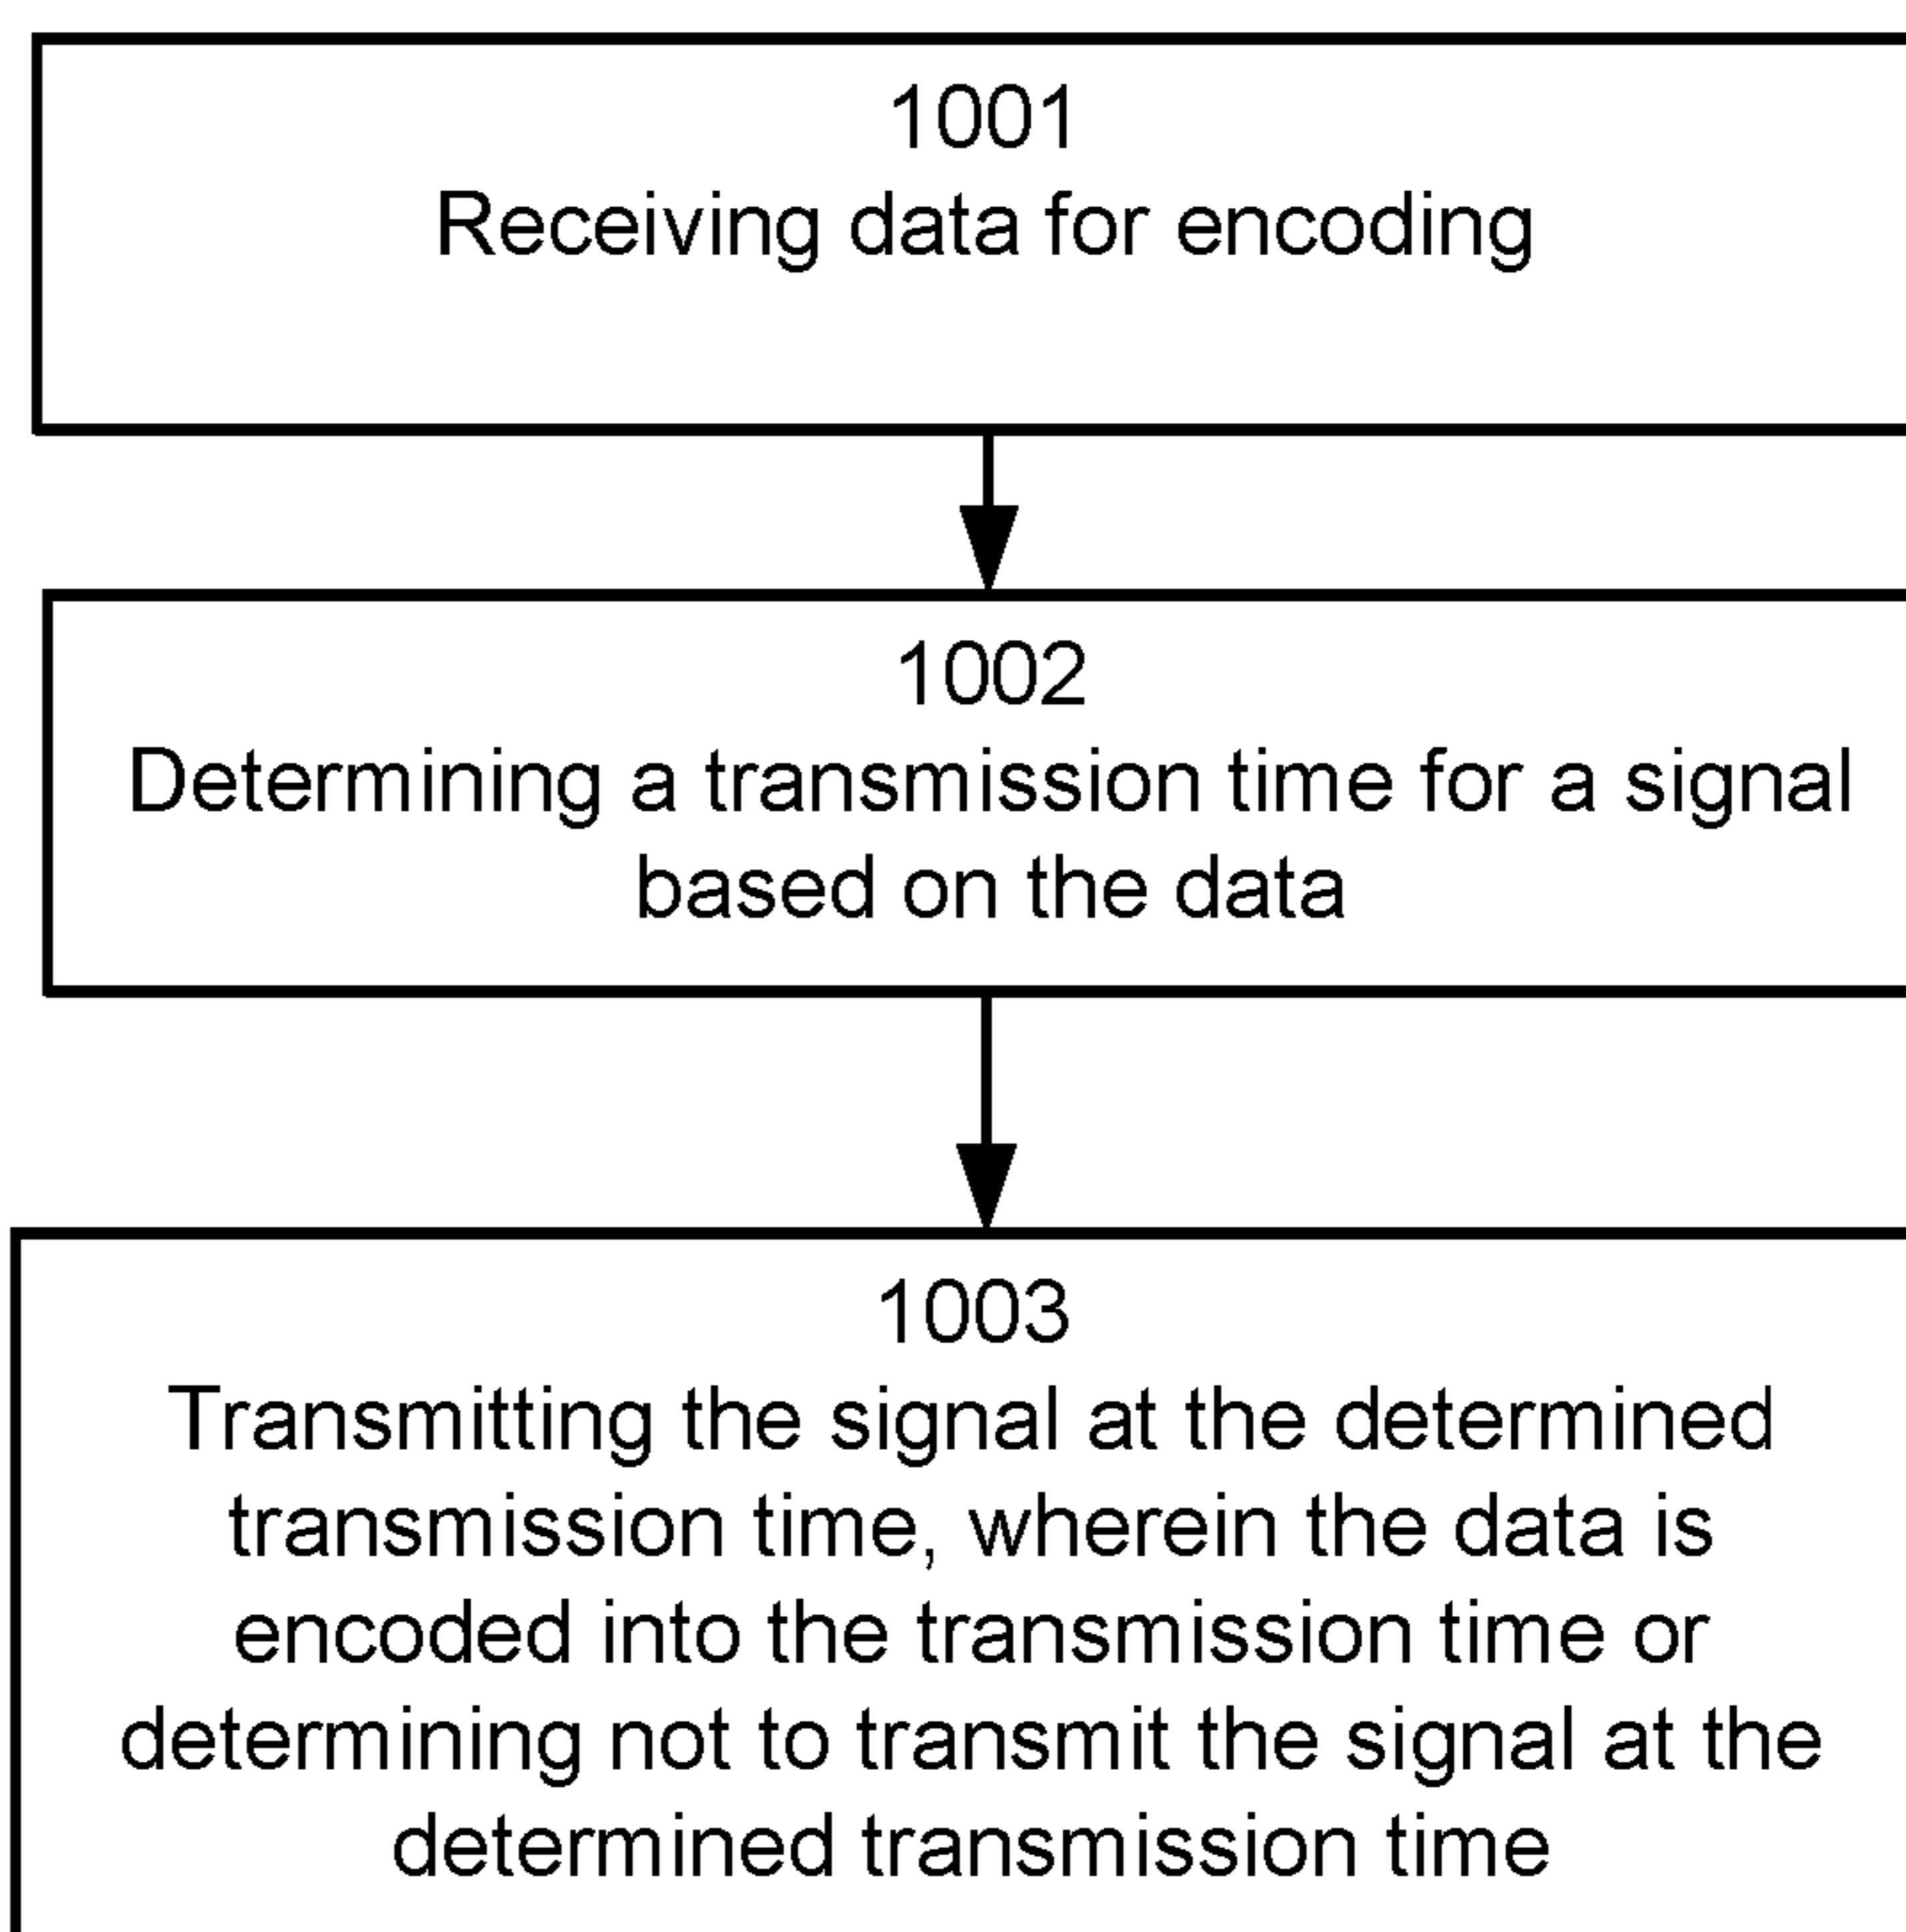 1001
Receiving data for encoding
1002
Determining a transmission time for a signal
based on the data
1003
Transmitting the signal at the determined
transmission time, wherein the data is
encoded into the transmission time or
determining not to transmit the signal at the
determined transmission time